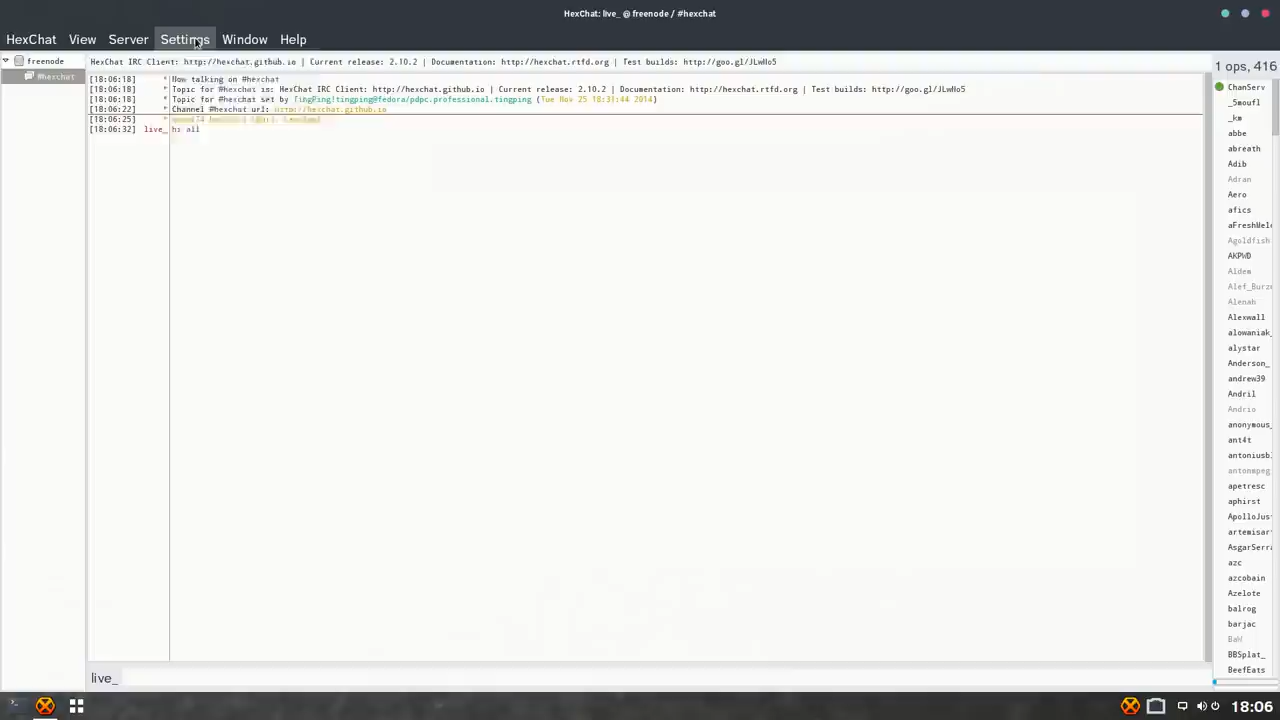 HexChat: live_ @ freenode / #hexchat
HexChat View Server Settings Window Help
freenode
#hexchat
HexChat IRC Client: http://hexchat.github.io | Current release: 2.10.2 | Documentation: http://hexchat.rtfd.org | Test builds: http://goo.gl/JLwHo5
1 ops, 416
[18:06:18] * Now talking on #hexchat
[18:06:18] * Topic for #hexchat is: HexChat IRC Client: http://hexchat.github.io | Current release: 2.10.2 | Documentation: http://hexchat.rtfd.org | Test builds: http://goo.gl/JLwHo5
[18:06:18] * Topic for #hexchat set by TingPing!tingping@fedora/pdpc.professional.tingping (Tue Nov 25 18:31:44 2014)
[18:06:22] * Channel #hexchat url: http://hexchat.github.io
[18:06:25] *
[18:06:32] live_ hi all
ChanServ
_5moufl
_km
abbe
abreath
Adib
Adran
Aero
afics
aFreshMel
Agoldfish
AKPWD
Aldem
Alef_Burz
Alenah
Alexwall
alowaniak_
alystar
Anderson_
andrew39
Andril
Andrio
anonymous_
ant4t
antoniusb
antonmpeg
apetresc
aphirst
ApolloJus
artemisar
AsgarSerr
azc
azcobain
Azelote
balrog
barjac
BaW
BBSplat_
BeefEats
live_
18:06